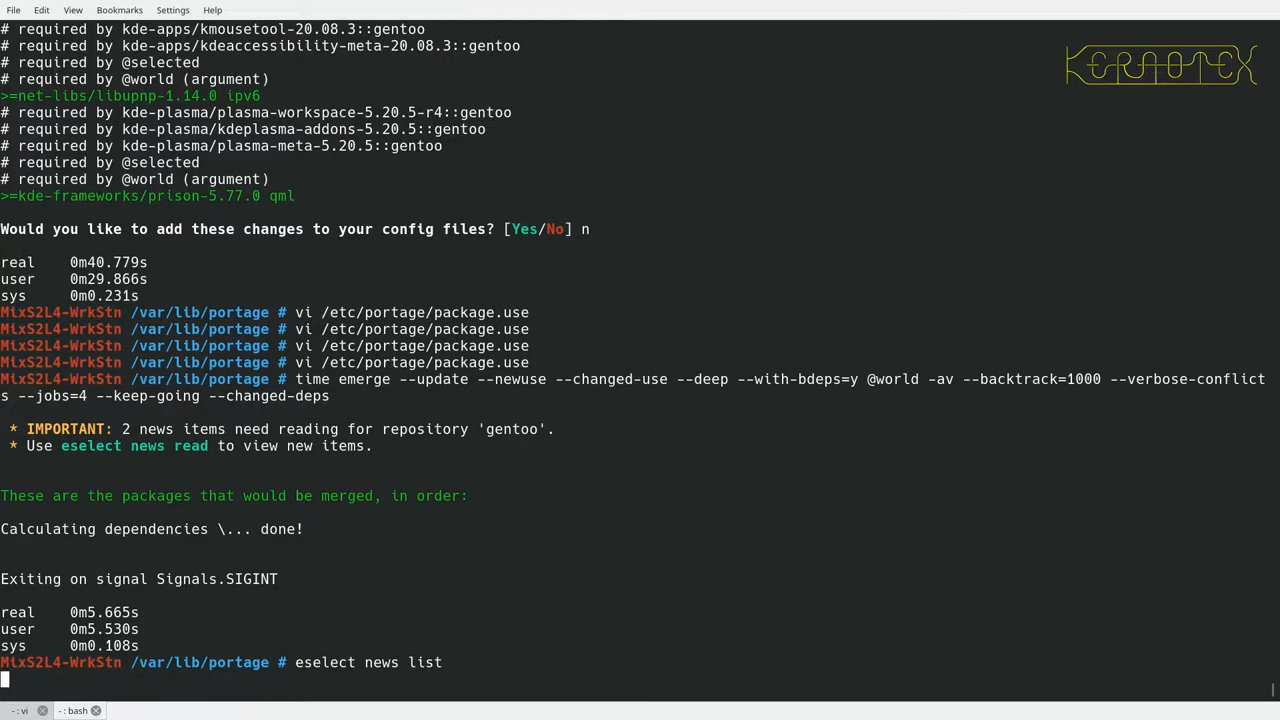 File Edit View Bookmarks Settings Help
# required by kde-apps/kmousetool-20.08.3::gentoo
# required by kde-apps/kdeaccessibility-meta-20.08.3::gentoo
# required by @selected
# required by @world (argument)
>=net-libs/libupnp-1.14.0 ipv6
# required by kde-plasma/plasma-workspace-5.20.5-r4::gentoo
# required by kde-plasma/kdeplasma-addons-5.20.5::gentoo
# required by kde-plasma/plasma-meta-5.20.5::gentoo
# required by @selected
# required by @world (argument)
>=kde-frameworks/prison-5.77.0 qml
Would you like to add these changes to your config files? [Yes/No] n
real 0m40.779s
user 0m29.866s
sys 0m0.231s
MixS2L4-WrkStn /var/lib/portage # vi /etc/portage/package.use
MixS2L4-WrkStn /var/lib/portage # vi /etc/portage/package.use
MixS2L4-WrkStn /var/lib/portage # vi /etc/portage/package.use
MixS2L4-WrkStn /var/lib/portage # vi /etc/portage/package.use
MixS2L4-WrkStn /var/lib/portage # time emerge --update --newuse --changed-use --deep --with-bdeps=y @world -av --backtrack=1000 --verbose-conflict
s --jobs=4 --keep-going --changed-deps
* IMPORTANT: 2 news items need reading for repository 'gentoo'.
* Use eselect news read to view new items.
These are the packages that would be merged, in order:
Calculating dependencies \... done!
Exiting on signal Signals.SIGINT
real 0m5.665s
user 0m5.530s
sys 0m0.108s
MixS2L4-WrkStn /var/lib/portage # eselect news list
- : vi - : bash